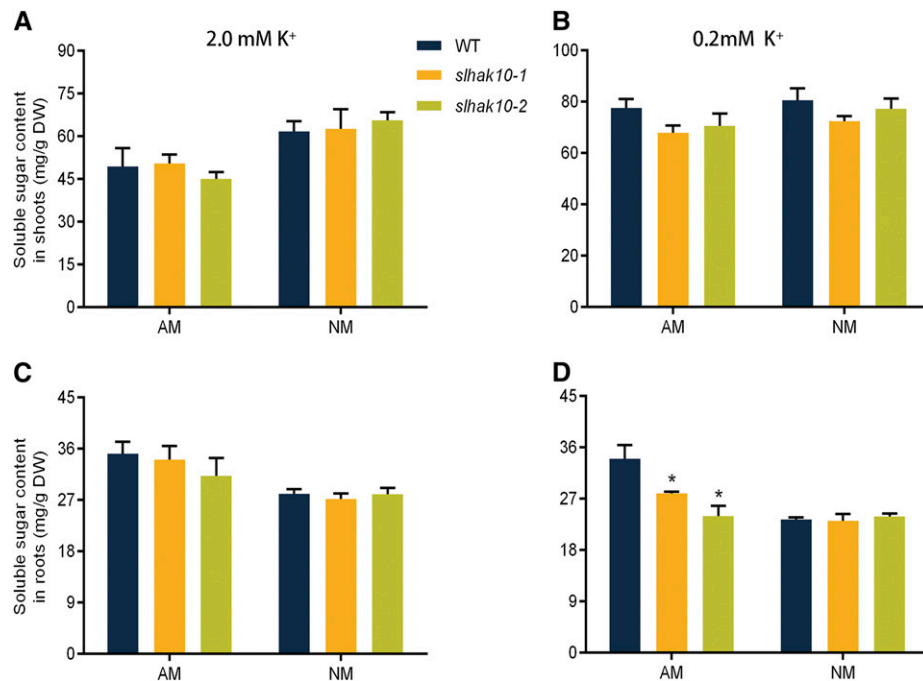 A
2.0 mM K⁺
WT
slhak10-1
slhak10-2
Soluble sugar content
in shoots (mg/g DW)
90
75
60
45
30
15
0
AM
NM
B
0.2mM K⁺
100
80
60
40
20
0
AM
NM
C
Soluble sugar content
in roots (mg/g DW)
45
36
27
18
9
0
AM
NM
D
45
36
27
18
9
0
*
*
AM
NM